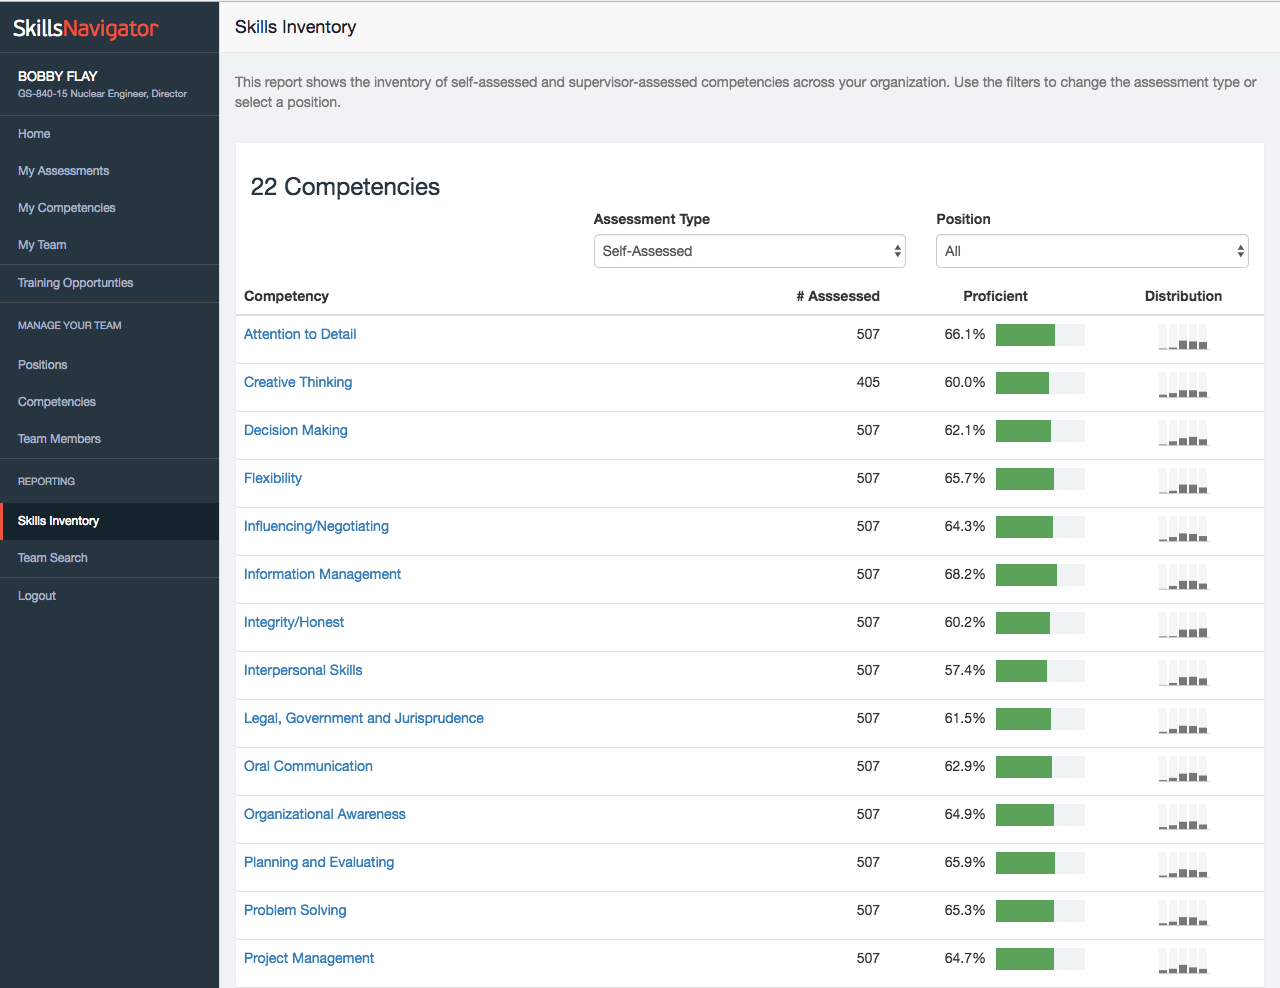 SkillsNavigator
BOBBY FLAY
GS-840-15 Nuclear Engineer, Director
Home
My Assessments
My Competencies
My Team
Training Opportunties
MANAGE YOUR TEAM
Positions
Competencies
Team Members
REPORTING
Skills Inventory
Team Search
Logout
Skills Inventory
This report shows the inventory of self-assessed and supervisor-assessed competencies across your organization. Use the filters to change the assessment type or
select a position.
22 Competencies
Assessment Type Position
Self-Assessed All
Competency # Asssessed Proficient Distribution
Attention to Detail 507 66.1%
Creative Thinking 405 60.0%
Decision Making 507 62.1%
Flexibility 507 65.7%
Influencing/Negotiating 507 64.3%
Information Management 507 68.2%
Integrity/Honest 507 60.2%
Interpersonal Skills 507 57.4%
Legal, Government and Jurisprudence 507 61.5%
Oral Communication 507 62.9%
Organizational Awareness 507 64.9%
Planning and Evaluating 507 65.9%
Problem Solving 507 65.3%
Project Management 507 64.7%